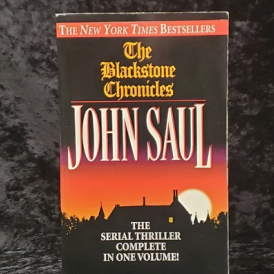 THE NEW YORK TIMES BESTSELLERS
The
Blackstone
Chronicles
JOHN SAUL
THE
SERIAL THRILLER
COMPLETE
IN ONE VOLUME!